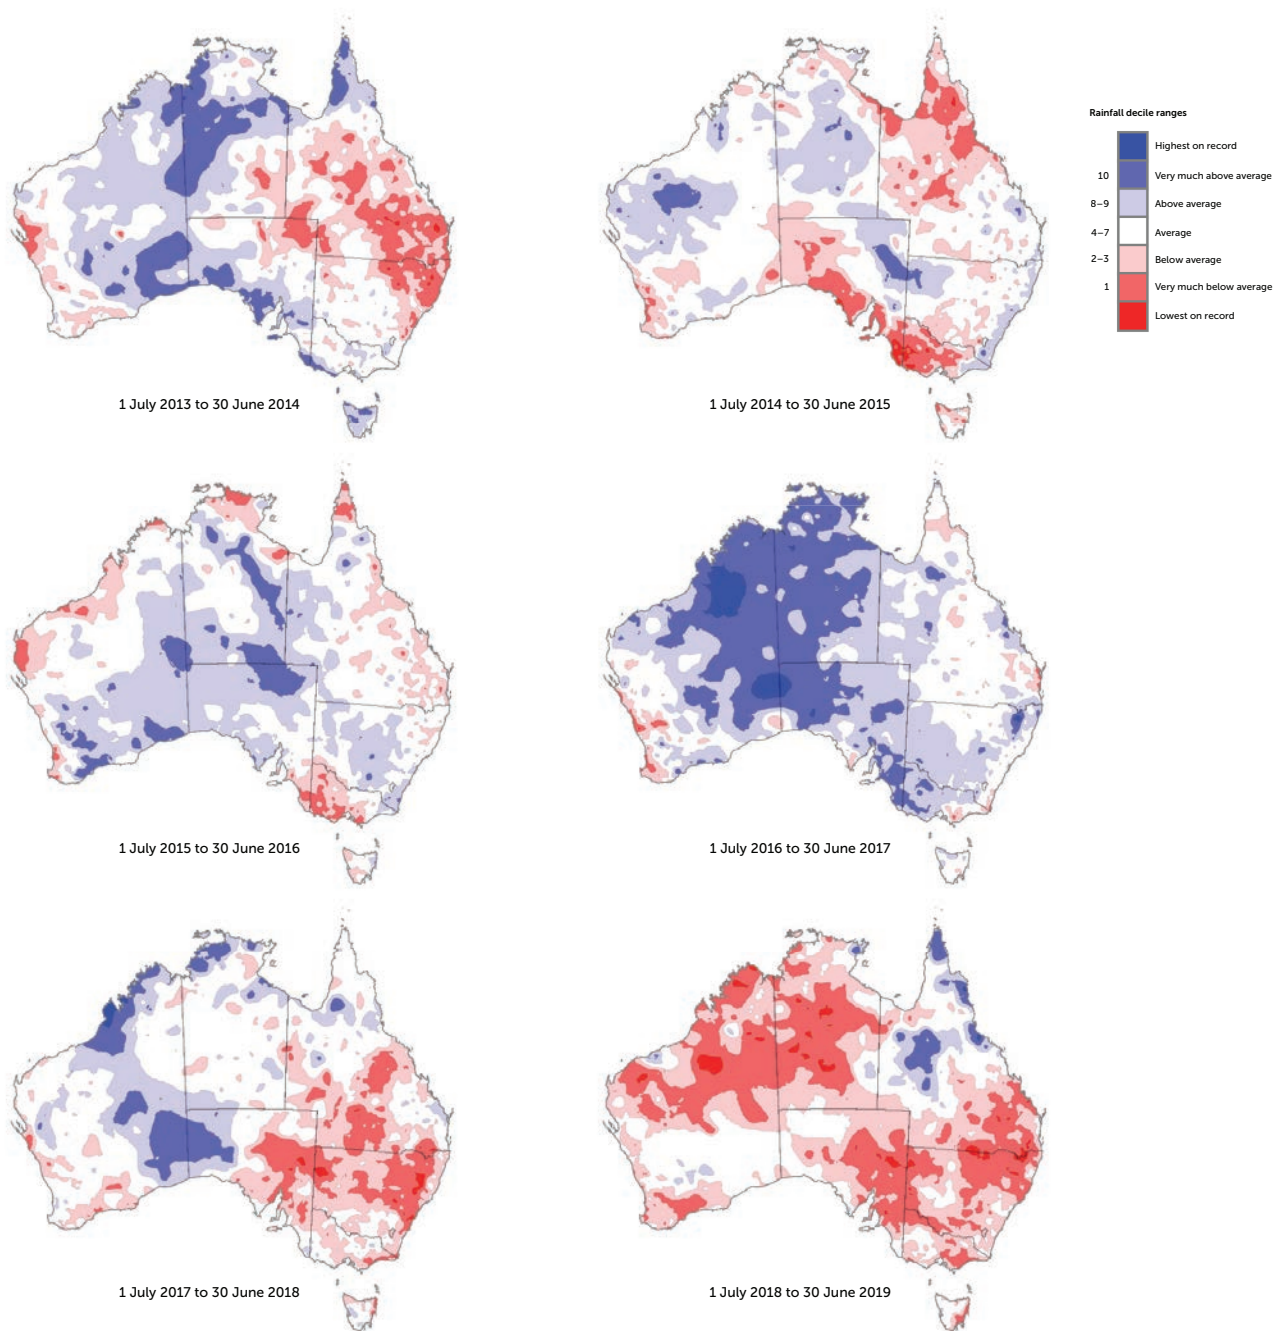 Rainfall decile ranges
Highest on record
10 Very much above average
8–9 Above average
4–7 Average
2–3 Below average
1 Very much below average
Lowest on record
1 July 2013 to 30 June 2014
1 July 2014 to 30 June 2015
1 July 2015 to 30 June 2016
1 July 2016 to 30 June 2017
1 July 2017 to 30 June 2018
1 July 2018 to 30 June 2019